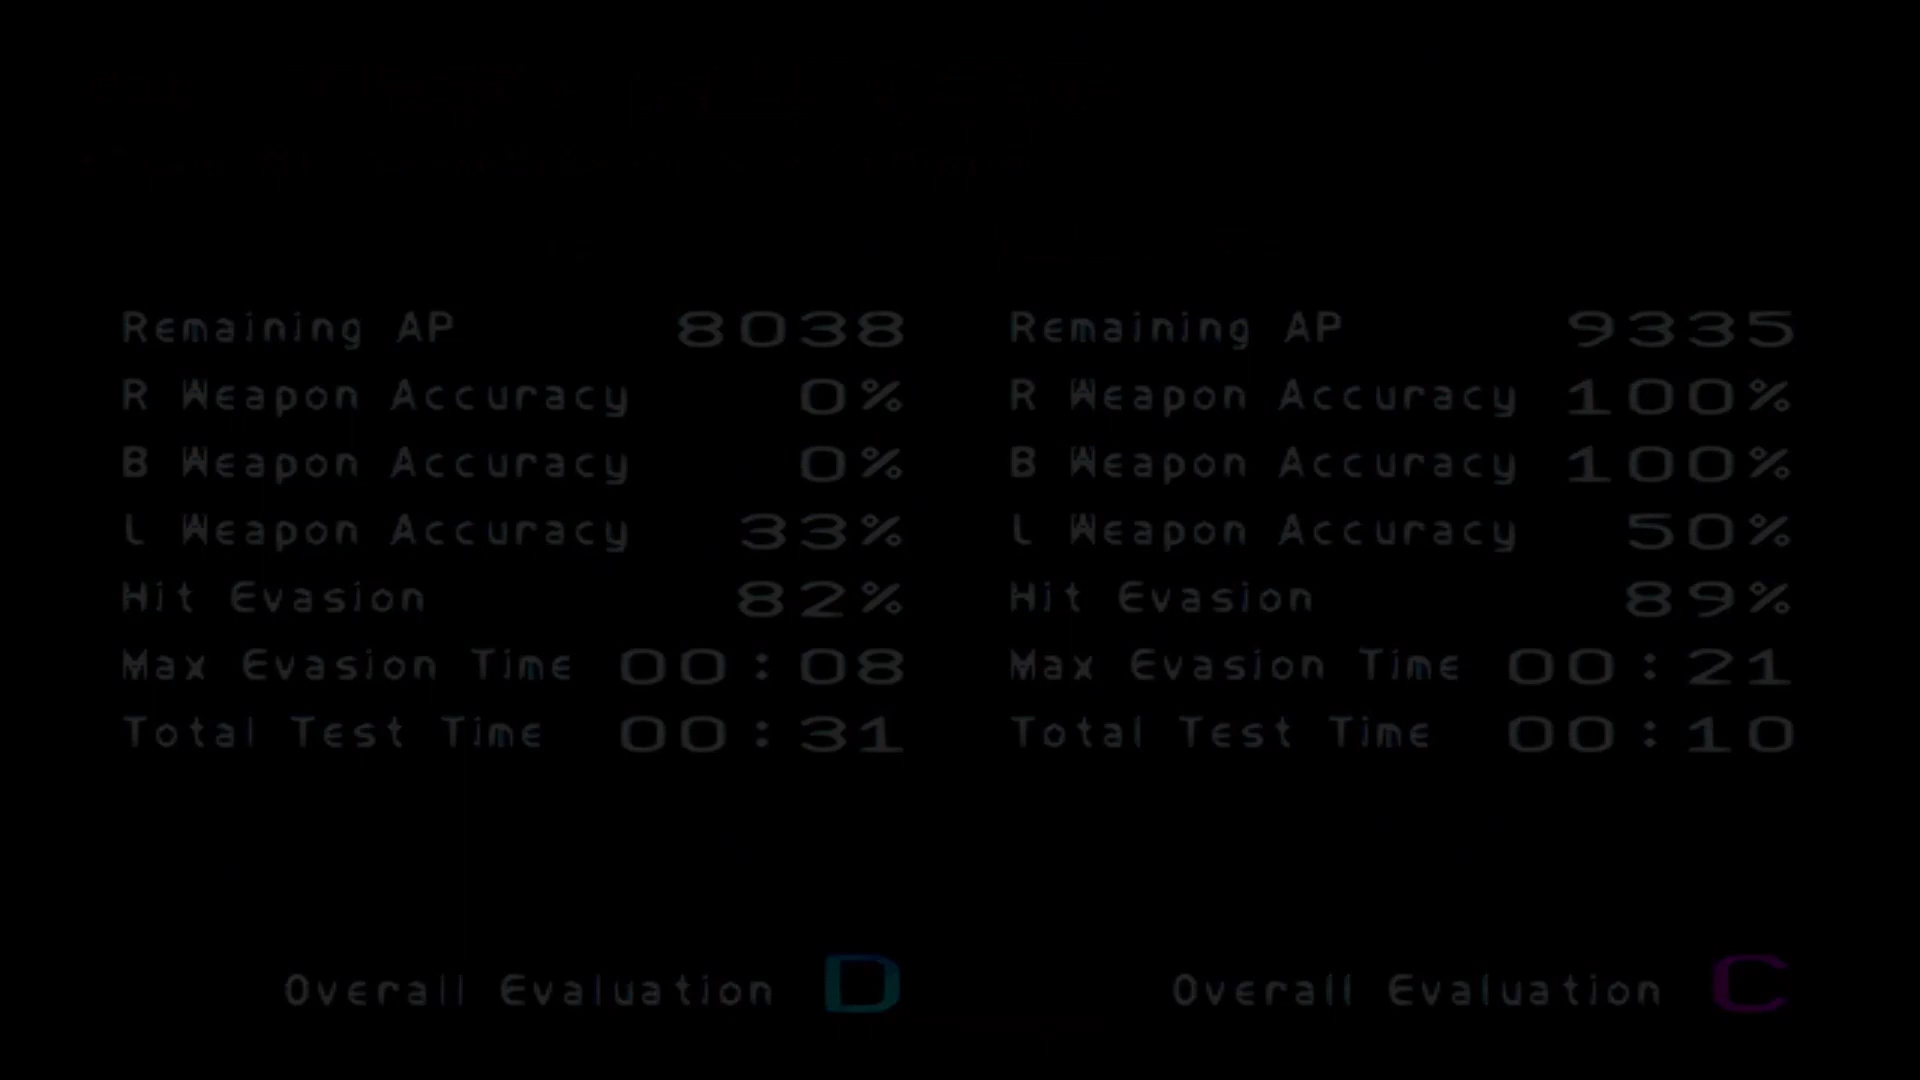 Remaining AP 8038 Remaining AP 9335
R Weapon Accuracy 0% R Weapon Accuracy 100%
B Weapon Accuracy 0% B Weapon Accuracy 100%
L Weapon Accuracy 33% L Weapon Accuracy 50%
Hit Evasion 82% Hit Evasion 89%
Max Evasion Time 00:08 Max Evasion Time 00:21
Total Test Time 00:31 Total Test Time 00:10
Overall Evaluation D Overall Evaluation C